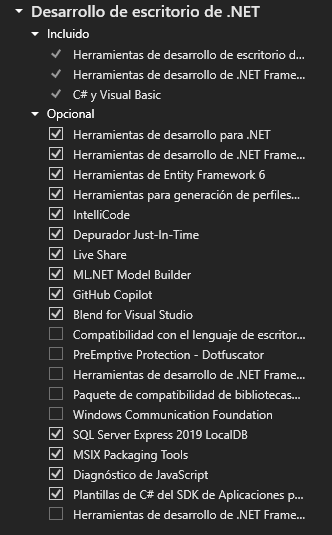 Desarrollo de escritorio de .NET
Incluido
Herramientas de desarrollo de escritorio d...
Herramientas de desarrollo de .NET Frame...
C# y Visual Basic
Opcional
Herramientas de desarrollo para .NET
Herramientas de desarrollo de .NET Frame...
Herramientas de Entity Framework 6
Herramientas para generación de perfiles...
IntelliCode
Depurador Just-In-Time
Live Share
ML.NET Model Builder
GitHub Copilot
Blend for Visual Studio
Compatibilidad con el lenguaje de escritor...
PreEmptive Protection - Dotfuscator
Herramientas de desarrollo de .NET Frame...
Paquete de compatibilidad de bibliotecas...
Windows Communication Foundation
SQL Server Express 2019 LocalDB
MSIX Packaging Tools
Diagnóstico de JavaScript
Plantillas de C# del SDK de Aplicaciones p...
Herramientas de desarrollo de .NET Frame...